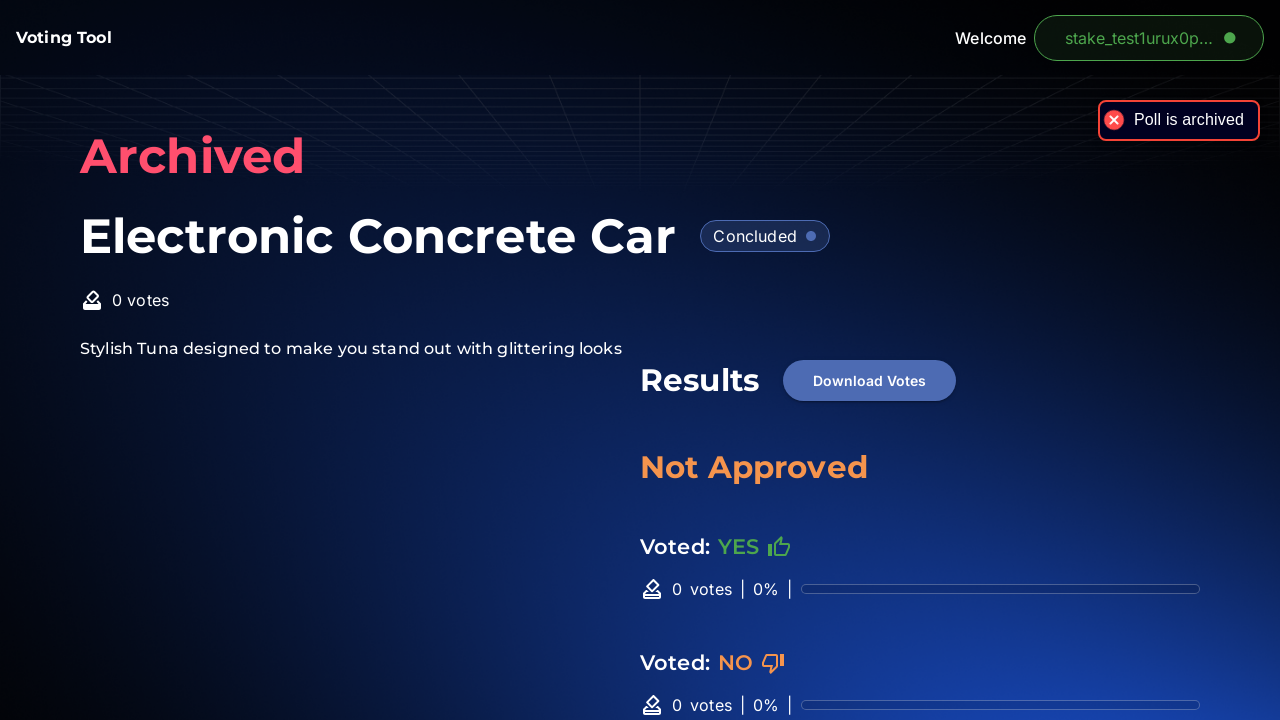 Voting Tool
Welcome
stake_test1urux0p...
Poll is archived
Archived
Electronic Concrete Car
Concluded
0 votes
Stylish Tuna designed to make you stand out with glittering looks
Results
Download Votes
Not Approved
Voted: YES
0 votes | 0% |
Voted: NO
0 votes | 0% |